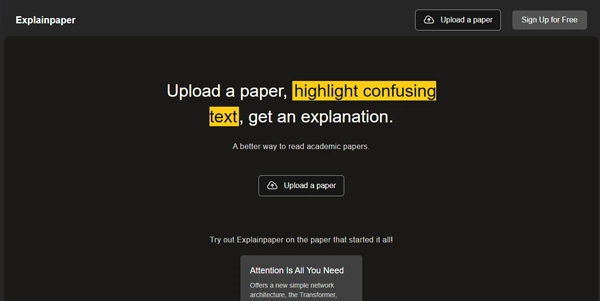 Explainpaper
Upload a paper
Sign Up for Free
Upload a paper, highlight confusing
text, get an explanation.
A better way to read academic papers.
Upload a paper
Try out Explainpaper on the paper that started it all!
Attention Is All You Need
Offers a new simple network
architecture, the Transformer,